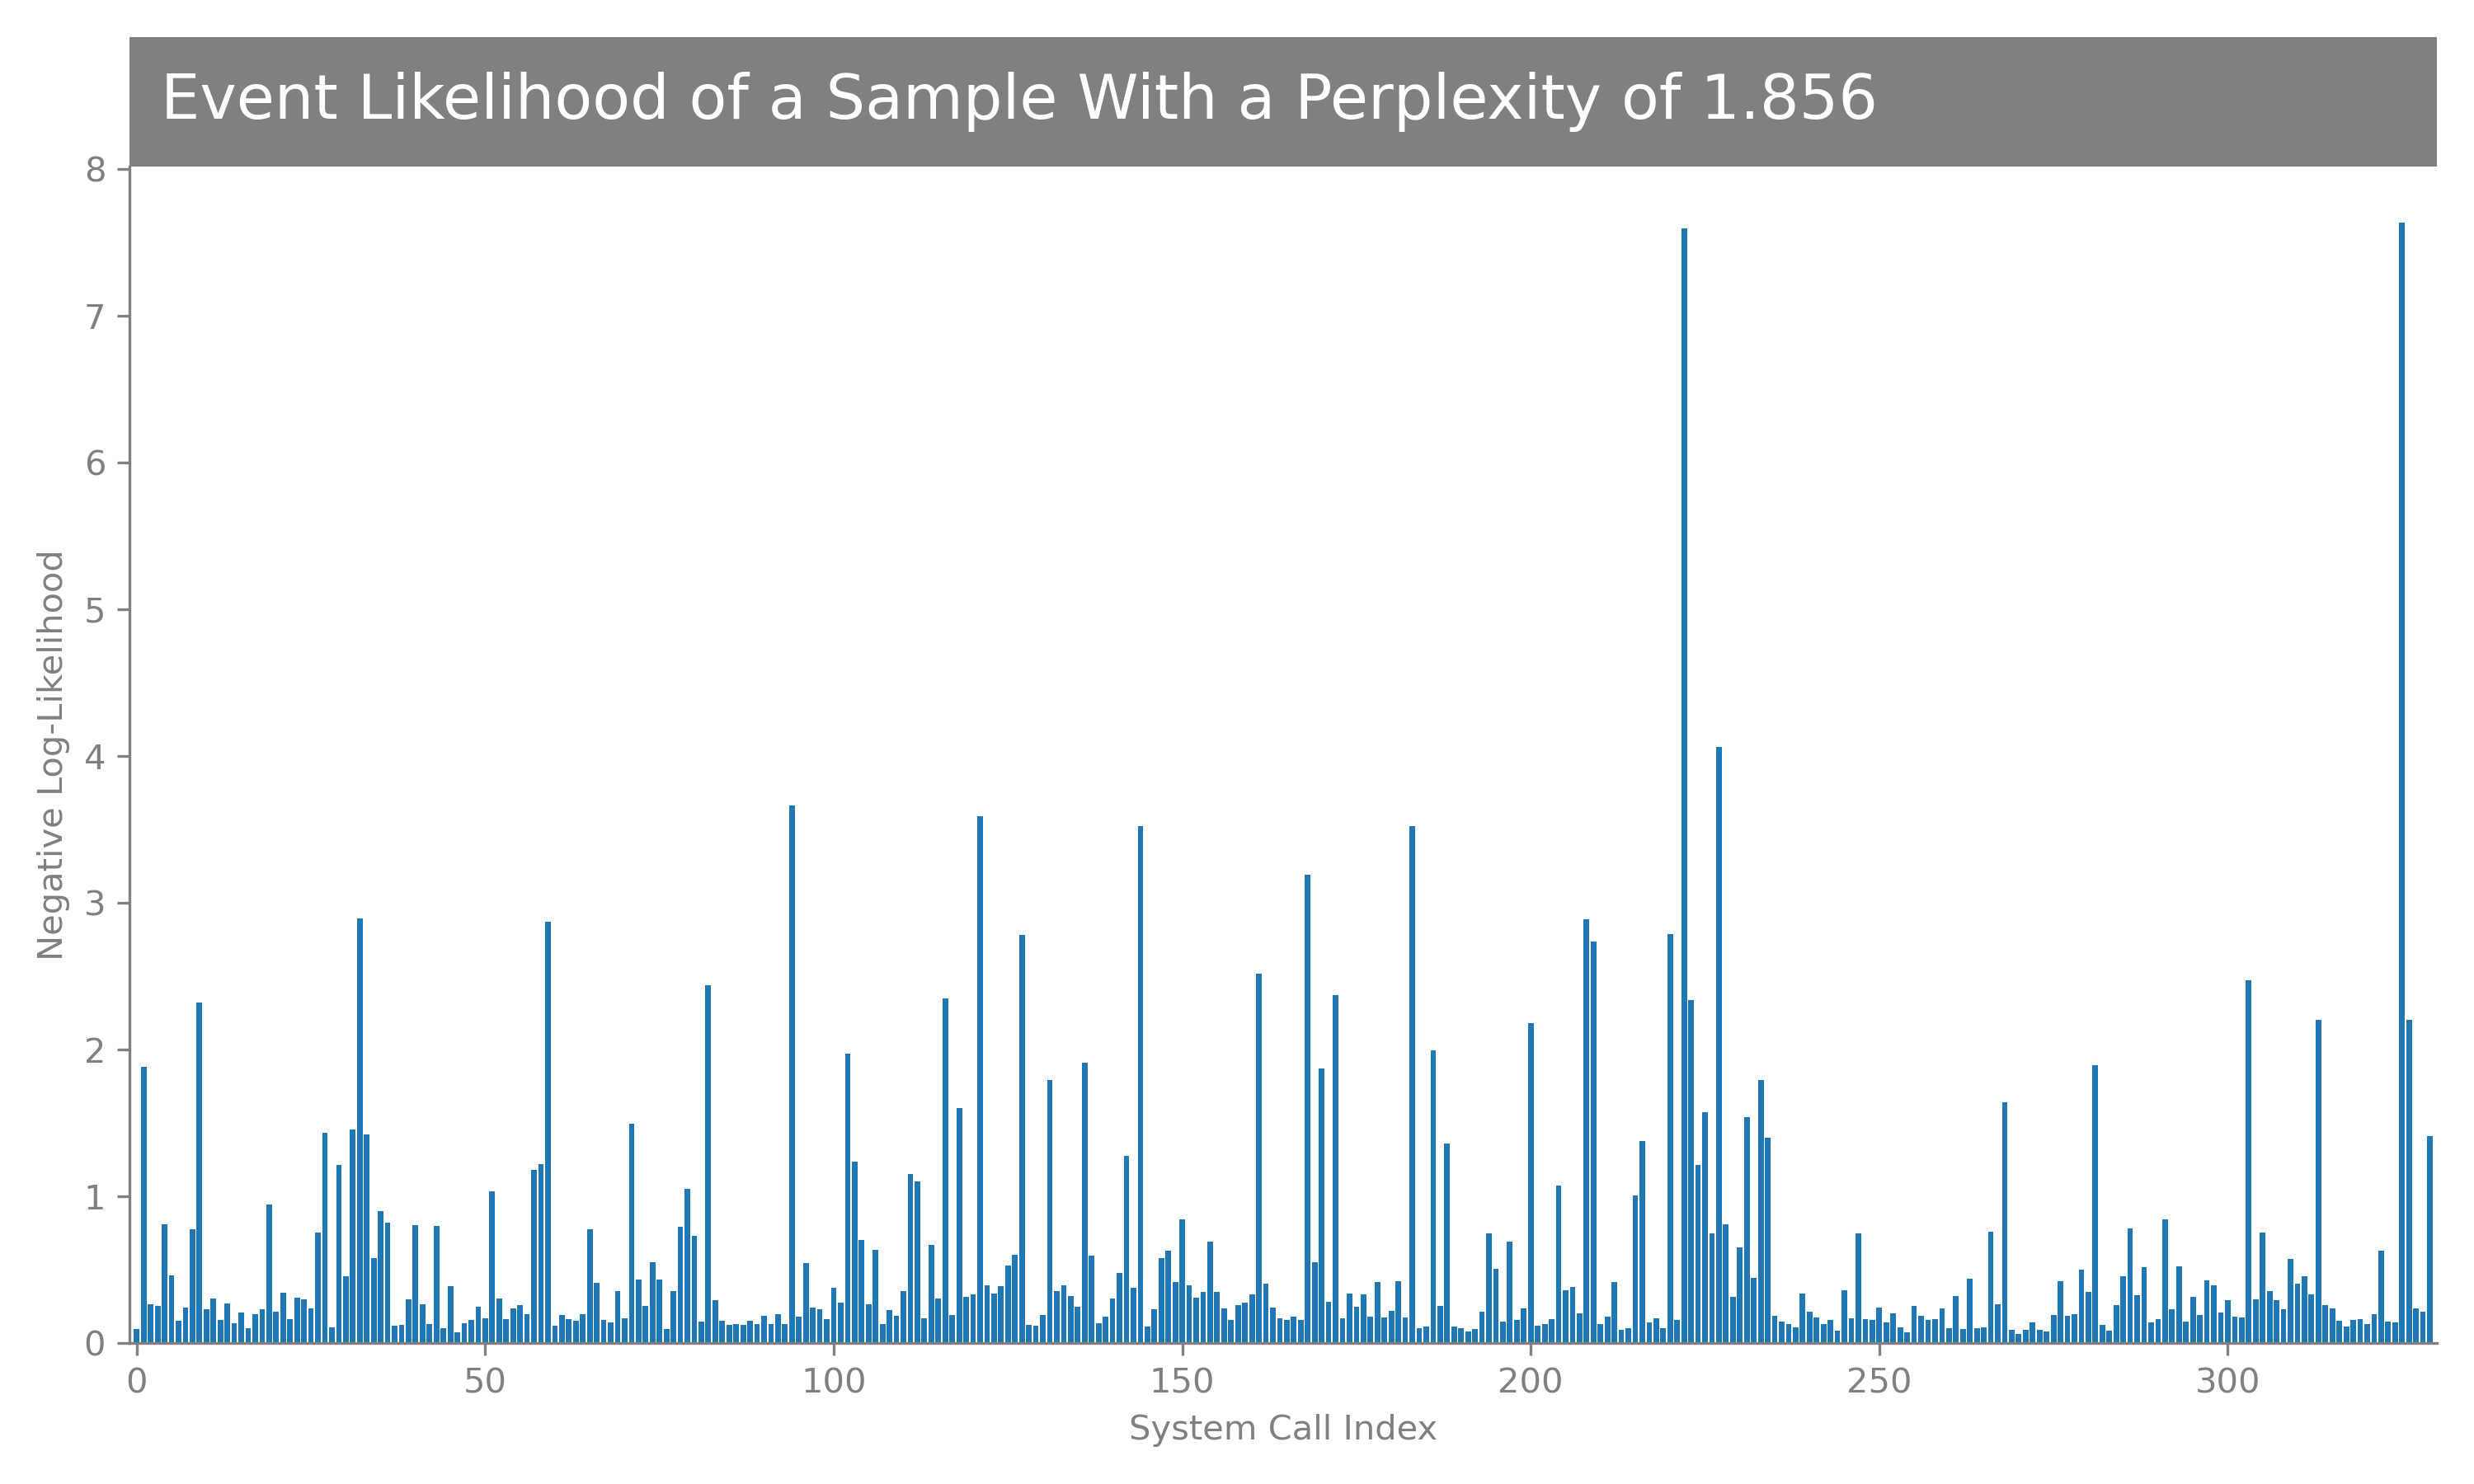 Event Likelihood of a Sample With a Perplexity of 1.856
8
7
6
5
4
3
2
1
0
Negative Log-Likelihood
0 50 100 150 200 250 300
System Call Index